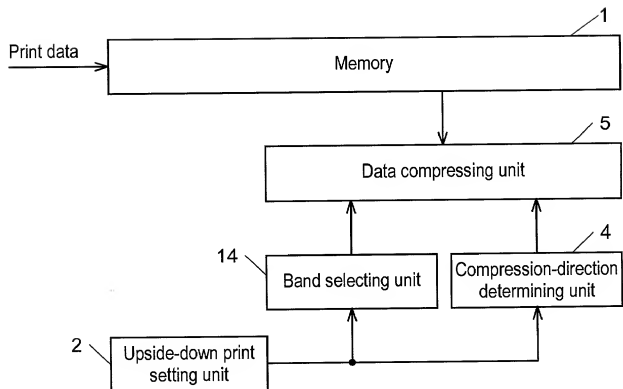 1
Print data
Memory
5
Data compressing unit
14
4
Band selecting unit
Compression-direction
determining unit
2
Upside-down print
setting unit